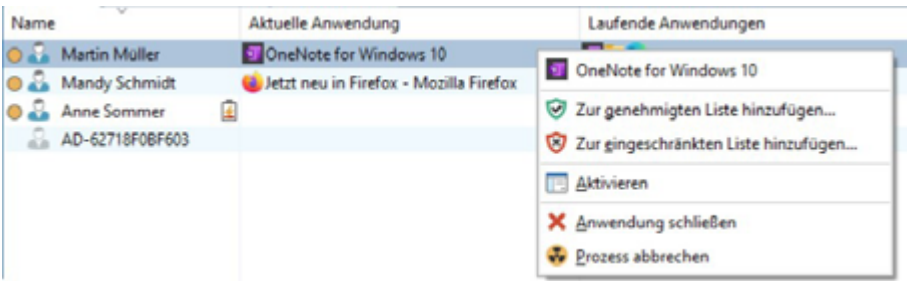 Name Aktuelle Anwendung Laufende Anwendungen
Martin Müller OneNote for Windows 10
Mandy Schmidt Jetzt neu in Firefox - Mozilla Firefox
Anne Sommer
AD-62718F0BF603
OneNote for Windows 10
Zur genehmigten Liste hinzufügen...
Zur eingeschränkten Liste hinzufügen...
Aktivieren
Anwendung schließen
Prozess abbrechen